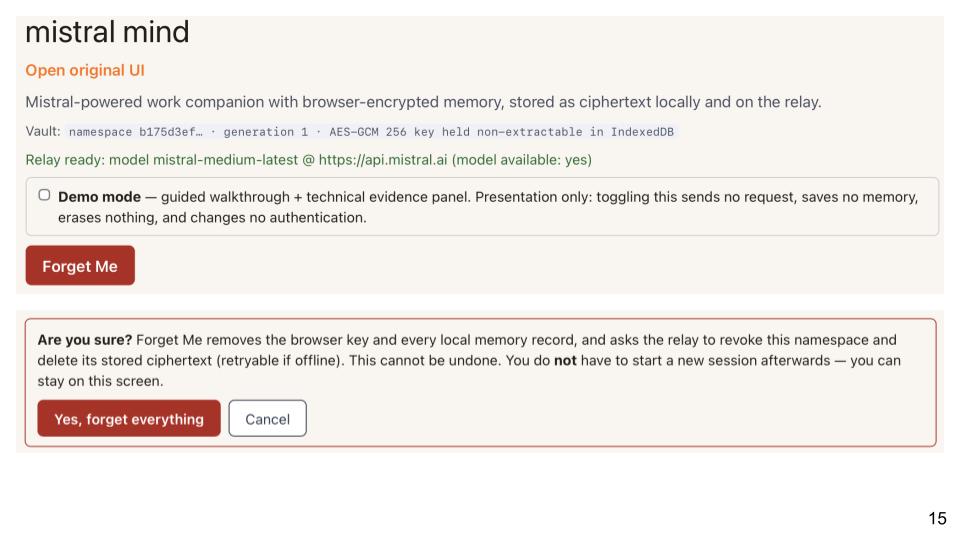 mistral mind
Open original UI
Mistral-powered work companion with browser-encrypted memory, stored as ciphertext locally and on the relay.
Vault: namespace b175d3ef… · generation 1 · AES-GCM 256 key held non-extractable in IndexedDB
Relay ready: model mistral-medium-latest @ https://api.mistral.ai (model available: yes)
Demo mode — guided walkthrough + technical evidence panel. Presentation only: toggling this sends no request, saves no memory,
erases nothing, and changes no authentication.
Forget Me
Are you sure? Forget Me removes the browser key and every local memory record, and asks the relay to revoke this namespace and
delete its stored ciphertext (retryable if offline). This cannot be undone. You do not have to start a new session afterwards — you can
stay on this screen.
Yes, forget everything
Cancel
15